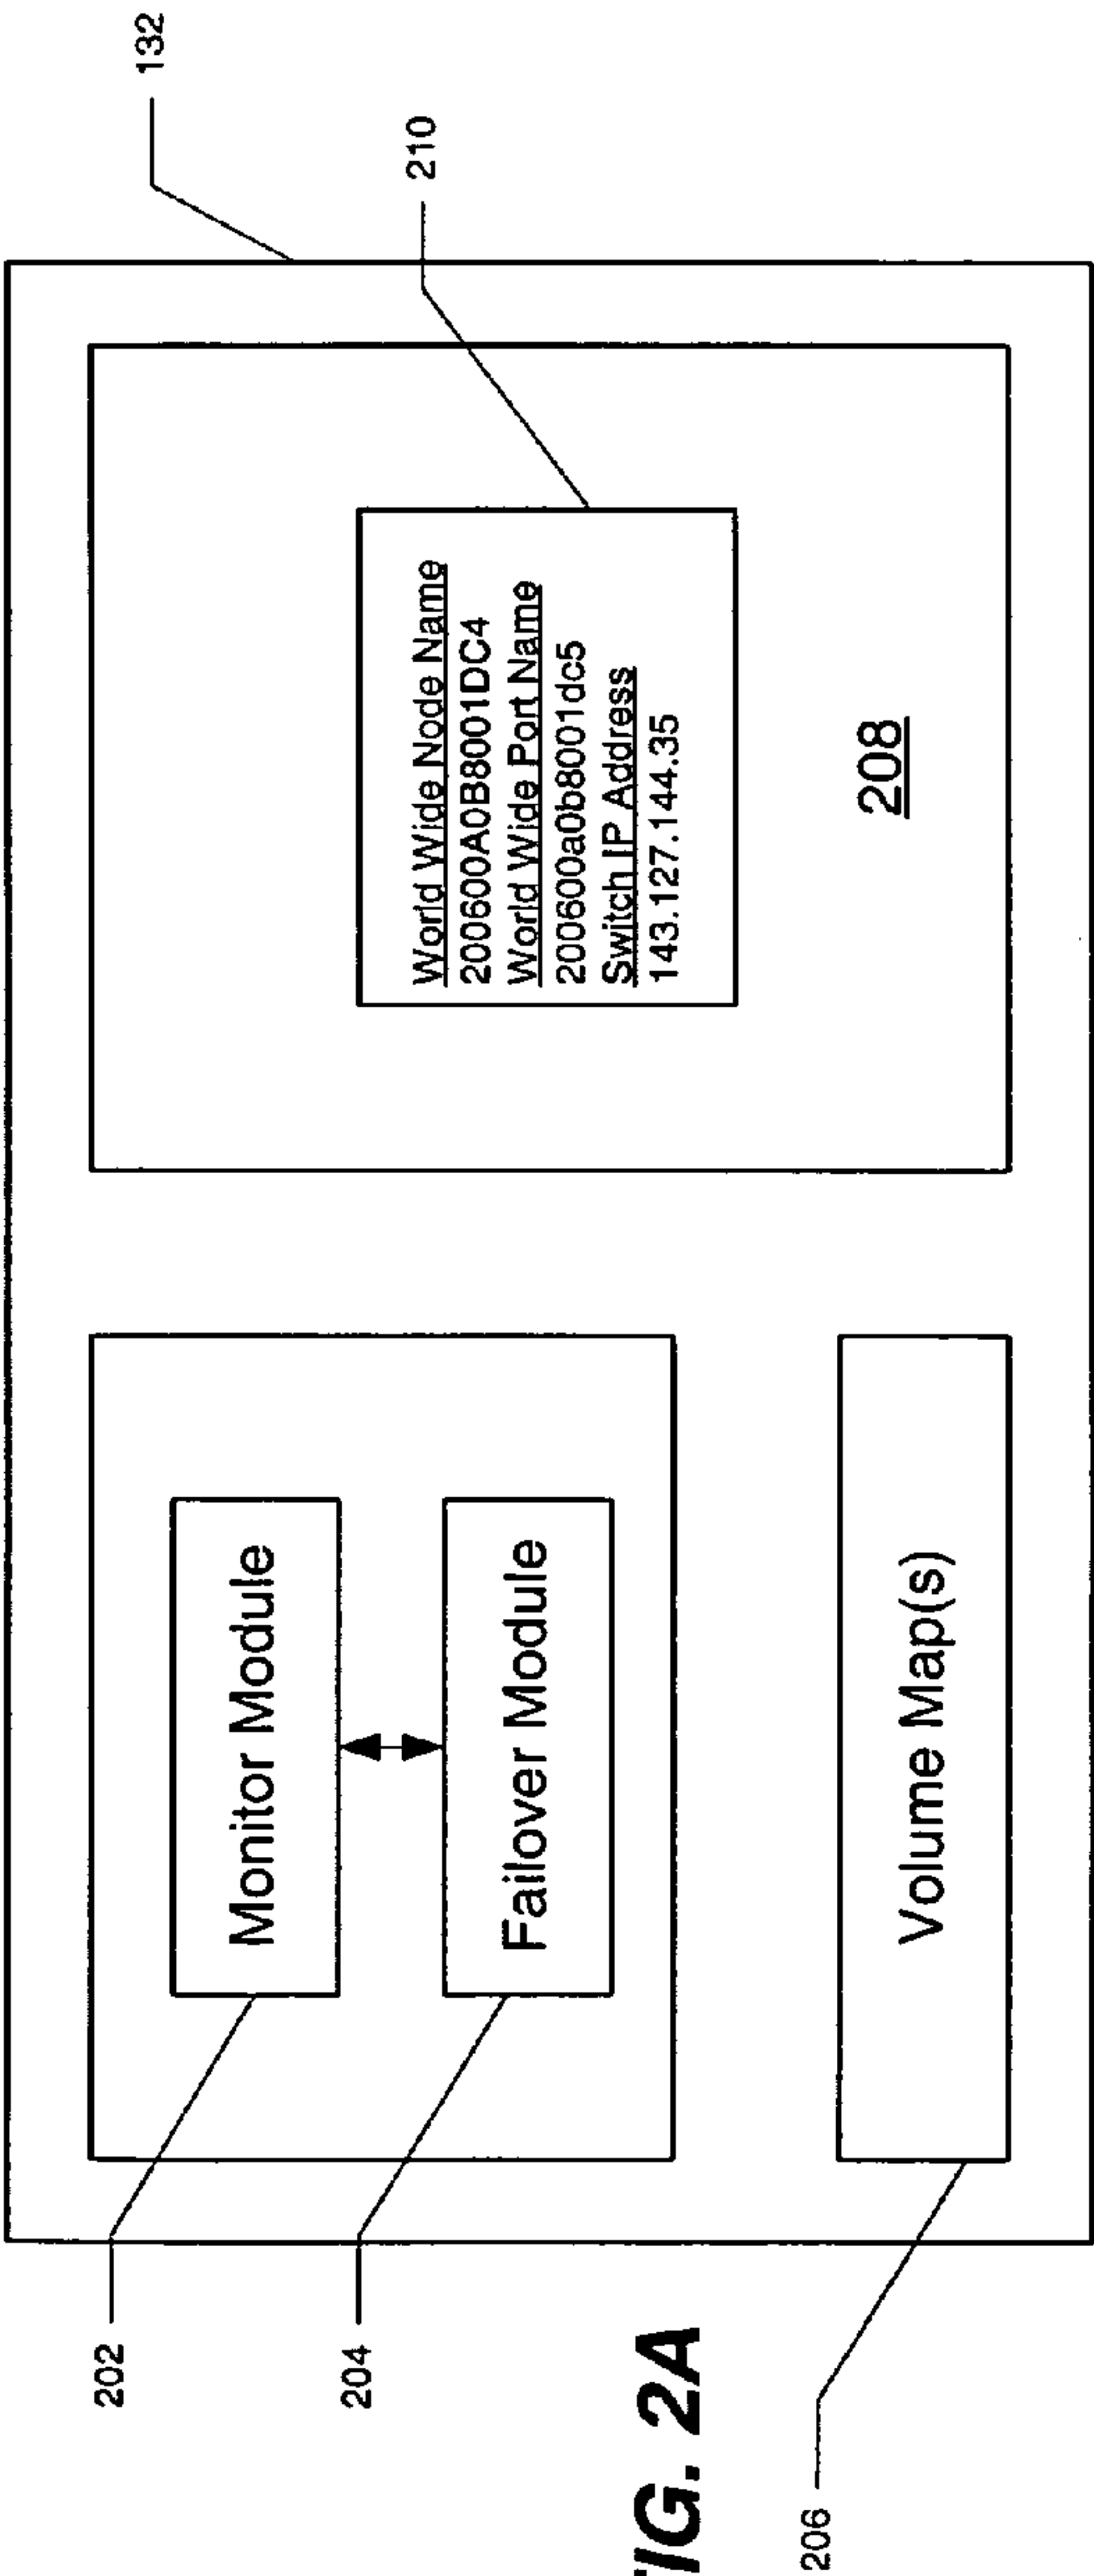 132
210
World Wide Node Name
200600A0B8001DC4
World Wide Port Name
200600a0b8001dc5
Switch IP Address
143.127.144.35
208
Monitor Module
Failover Module
Volume Map(s)
202
204
206
IG. 2A